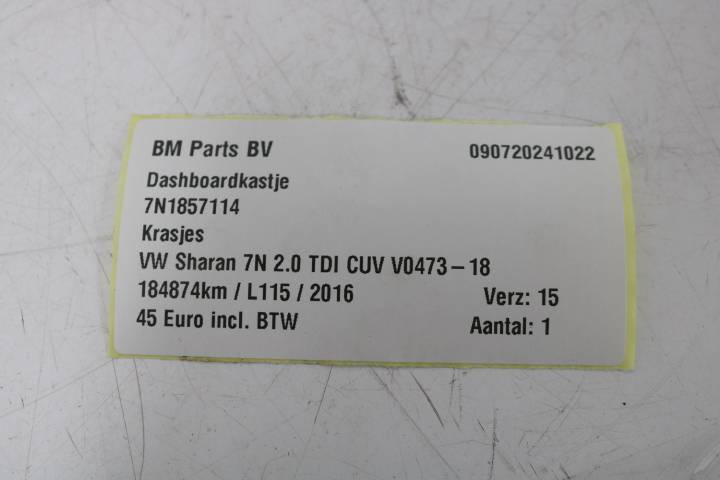 BM Parts BV 090720241022
Dashboardkastje
7N1857114
Krasjes
VW Sharan 7N 2.0 TDI CUV V0473-18
184874km / L115 / 2016 Verz: 15
45 Euro incl. BTW Aantal: 1